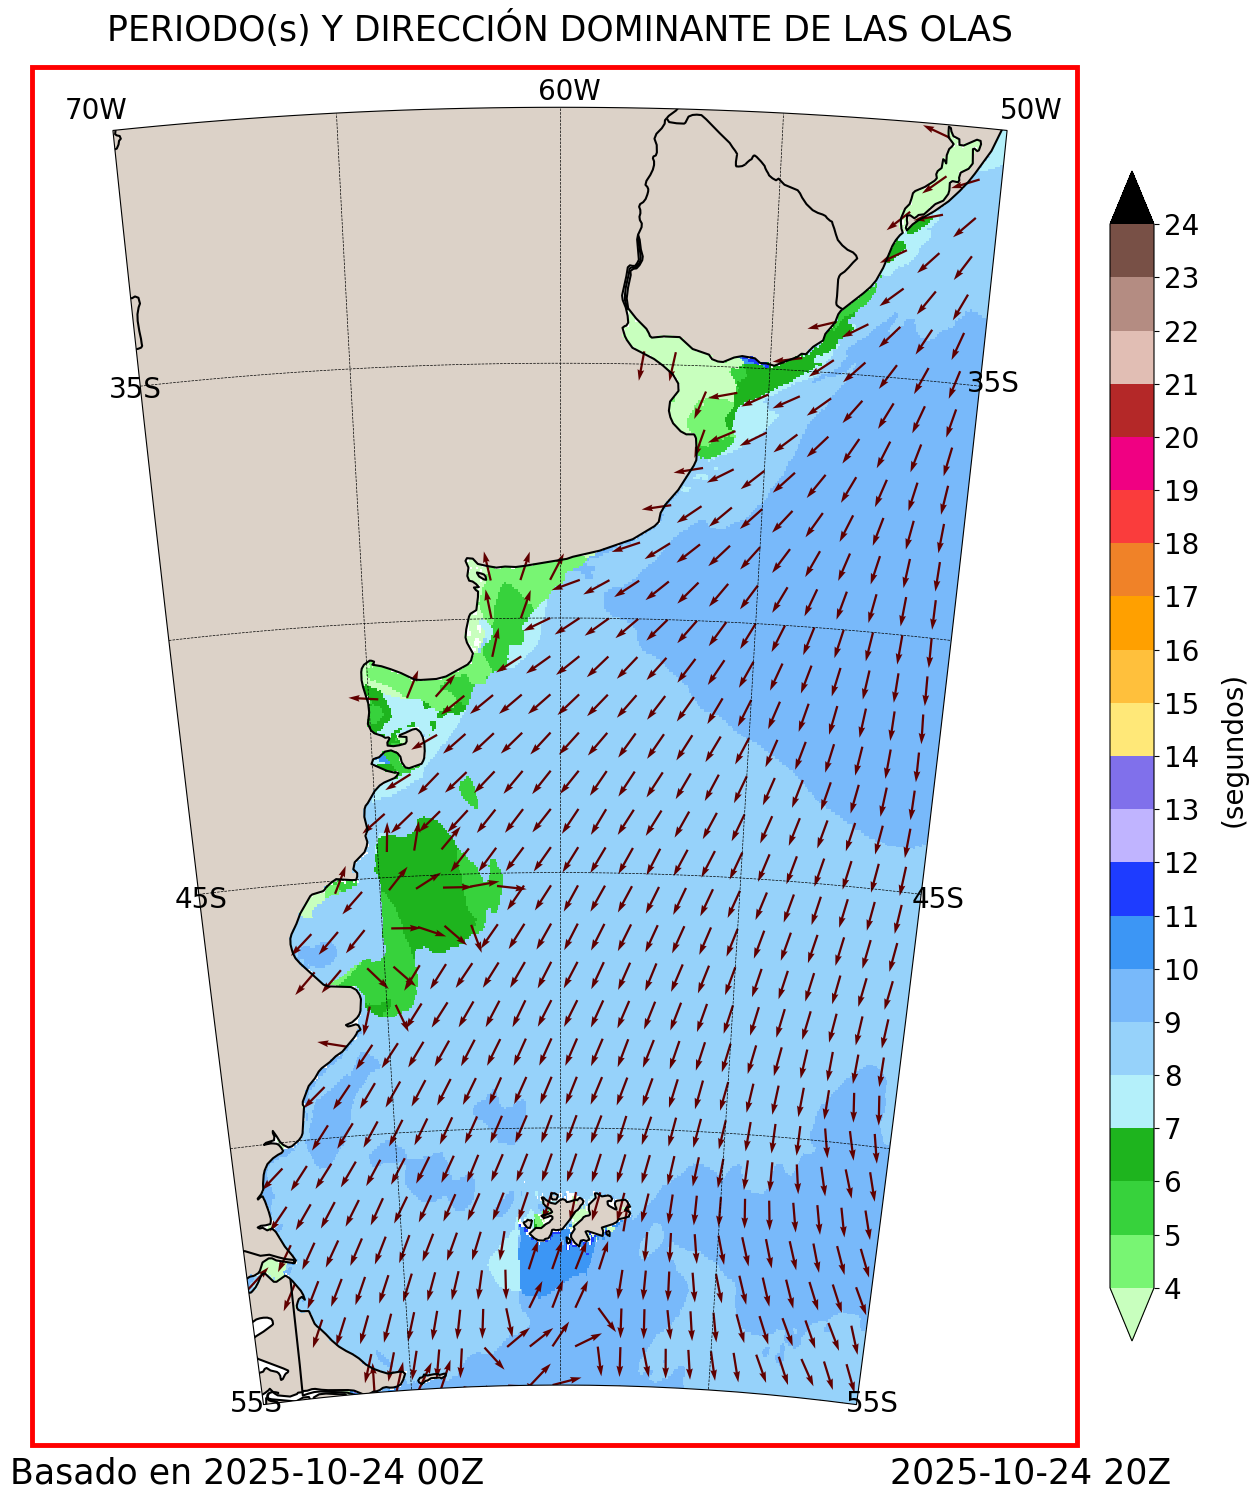 PERIODO(s) Y DIRECCIÓN DOMINANTE DE LAS OLAS
70W
60W
50W
35S
35S
45S
45S
55S
55S
24
23
22
21
20
19
18
17
16
15
14
13
12
11
10
9
8
7
6
5
4
(segundos)
Basado en 2025-10-24 00Z
2025-10-24 20Z